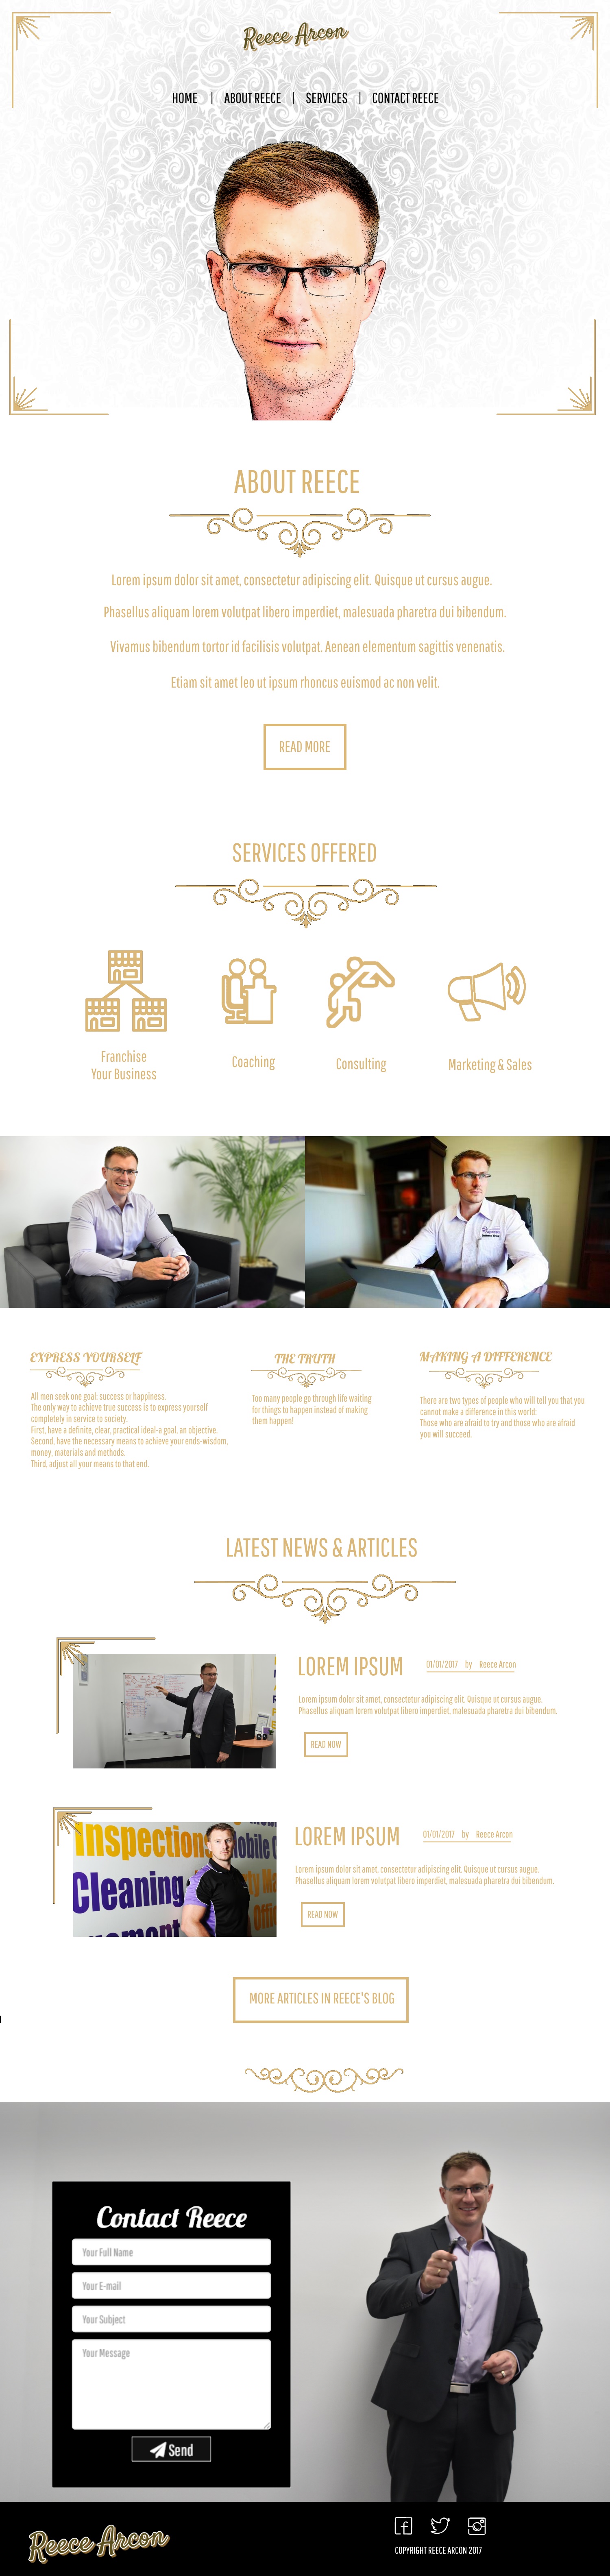 Reece Arcon
HOME | ABOUT REECE | SERVICES | CONTACT REECE
ABOUT REECE
Lorem ipsum dolor sit amet, consectetur adipiscing elit. Quisque ut cursus augue.
Phasellus aliquam lorem volutpat libero imperdiet, malesuada pharetra dui bibendum.
Vivamus bibendum tortor id facilisis volutpat. Aenean elementum sagittis venenatis.
Etiam sit amet leo ut ipsum rhoncus euismod ac non velit.
READ MORE
SERVICES OFFERED
Franchise
Your Business
Coaching
Consulting
Marketing & Sales
EXPRESS YOURSELF
All men seek one goal: success or happiness.
The only way to achieve true success is to express yourself
completely in service to society.
First, have a definite, clear, practical ideal-a goal, an objective.
Second, have the necessary means to achieve your ends-wisdom,
money, materials and methods.
Third, adjust all your means to that end.
THE TRUTH
Too many people go through life waiting
for things to happen instead of making
them happen!
MAKING A DIFFERENCE
There are two types of people who will tell you that you
cannot make a difference in this world:
Those who are afraid to try and those who are afraid
you will succeed.
LATEST NEWS & ARTICLES
LOREM IPSUM
01/01/2017 by Reece Arcon
Lorem ipsum dolor sit amet, consectetur adipiscing elit. Quisque ut cursus augue.
Phasellus aliquam lorem volutpat libero imperdiet, malesuada pharetra dui bibendum.
READ NOW
Inspection
Mobile
Cleaning
LOREM IPSUM
01/01/2017 by Reece Arcon
Lorem ipsum dolor sit amet, consectetur adipiscing elit. Quisque ut cursus augue.
Phasellus aliquam lorem volutpat libero imperdiet, malesuada pharetra dui bibendum.
READ NOW
MORE ARTICLES IN REECE'S BLOG
Contact Reece
Your Full Name
Your E-mail
Your Subject
Your Message
Send
Reece Arcon
COPYRIGHT REECE ARCON 2017